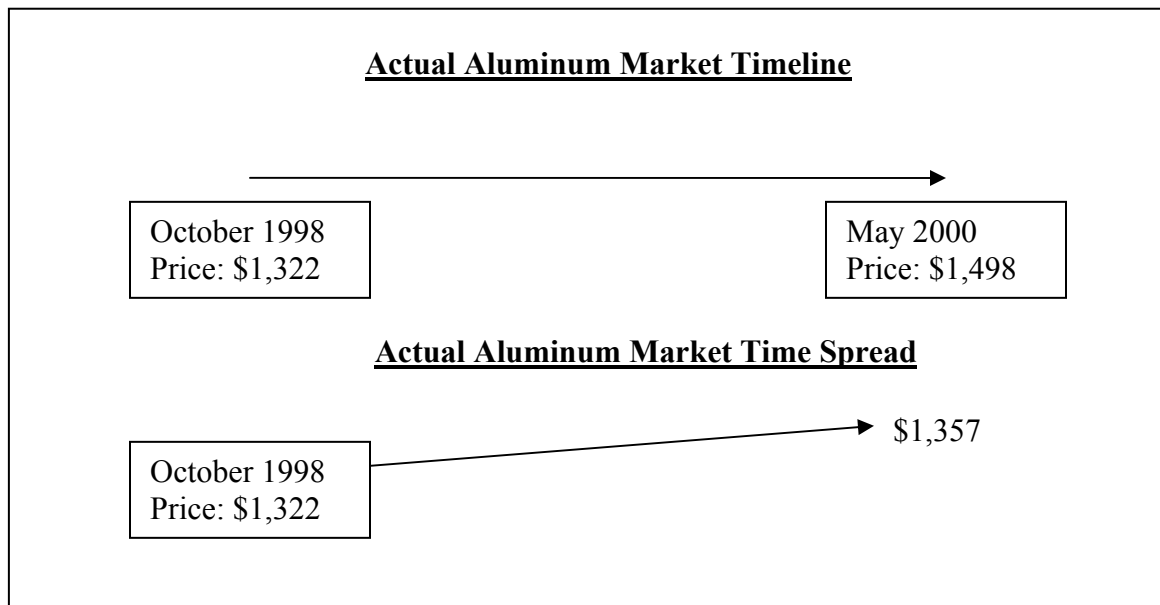 Actual Aluminum Market Timeline
October 1998
Price: $1,322
May 2000
Price: $1,498
Actual Aluminum Market Time Spread
$1,357
October 1998
Price: $1,322